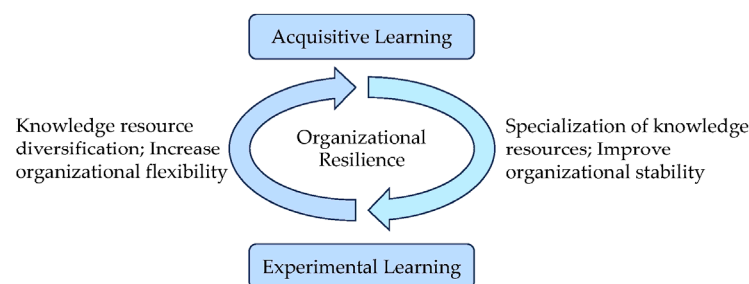 Acquisitive Learning
Knowledge resource
diversification; Increase
organizational flexibility
Organizational
Resilience
Specialization of knowledge
resources; Improve
organizational stability
Experimental Learning